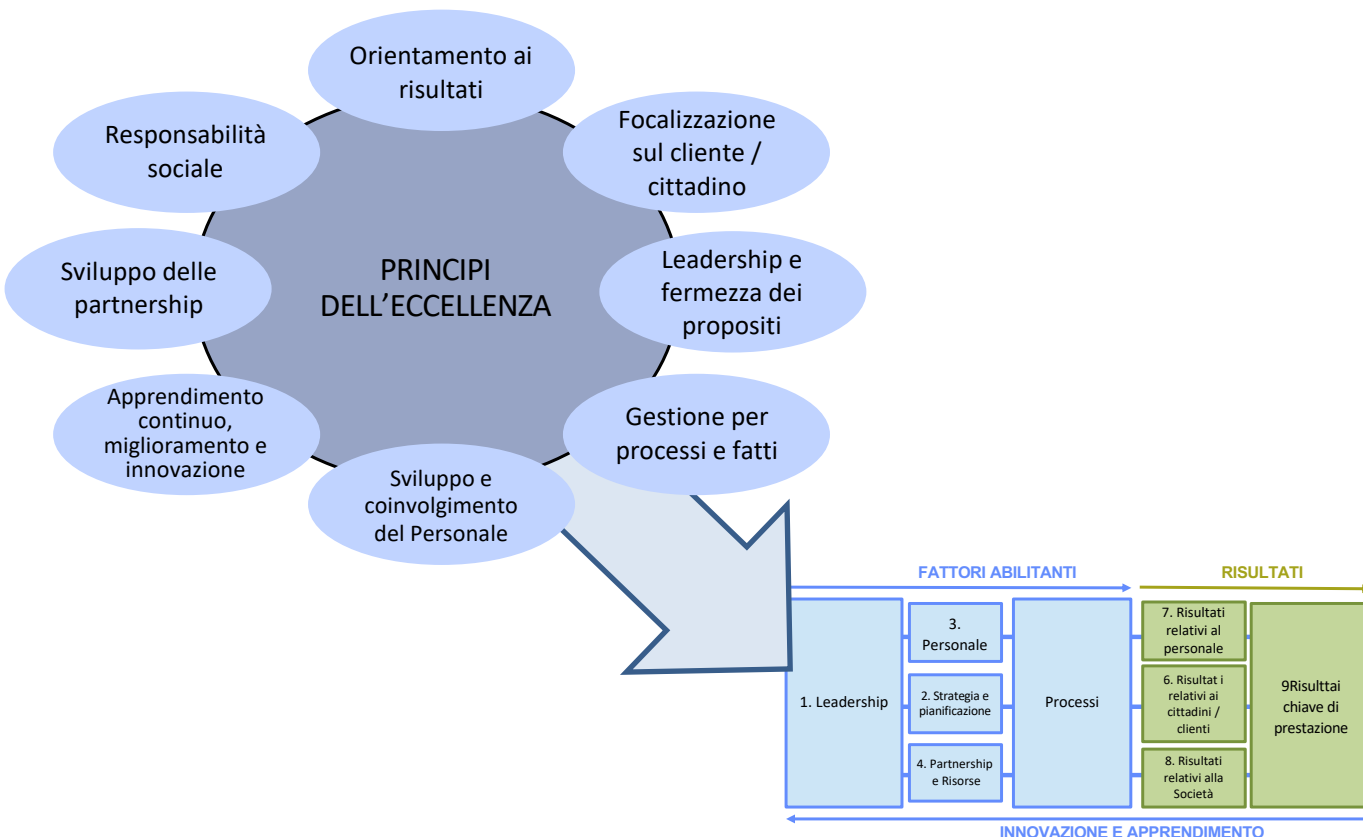 Orientamento ai
risultati
Focalizzazione
sul cliente /
cittadino
Responsabilità
sociale
Leadership e
fermezza dei
propositi
Sviluppo delle
partnership
PRINCIPI
DELL’ECCELLENZA
Gestione per
processi e fatti
Apprendimento
continuo,
miglioramento e
innovazione
Sviluppo e
coinvolgimento
del Personale
FATTORI ABILITANTI
RISULTATI
1. Leadership
3.
Personale
2. Strategia e
pianificazione
4. Partnership
e Risorse
Processi
7. Risultati
relativi al
personale
6. Risultat i
relativi ai
cittadini /
clienti
8. Risultati
relativi alla
Società
9Risulttai
chiave di
prestazione
INNOVAZIONE E APPRENDIMENTO